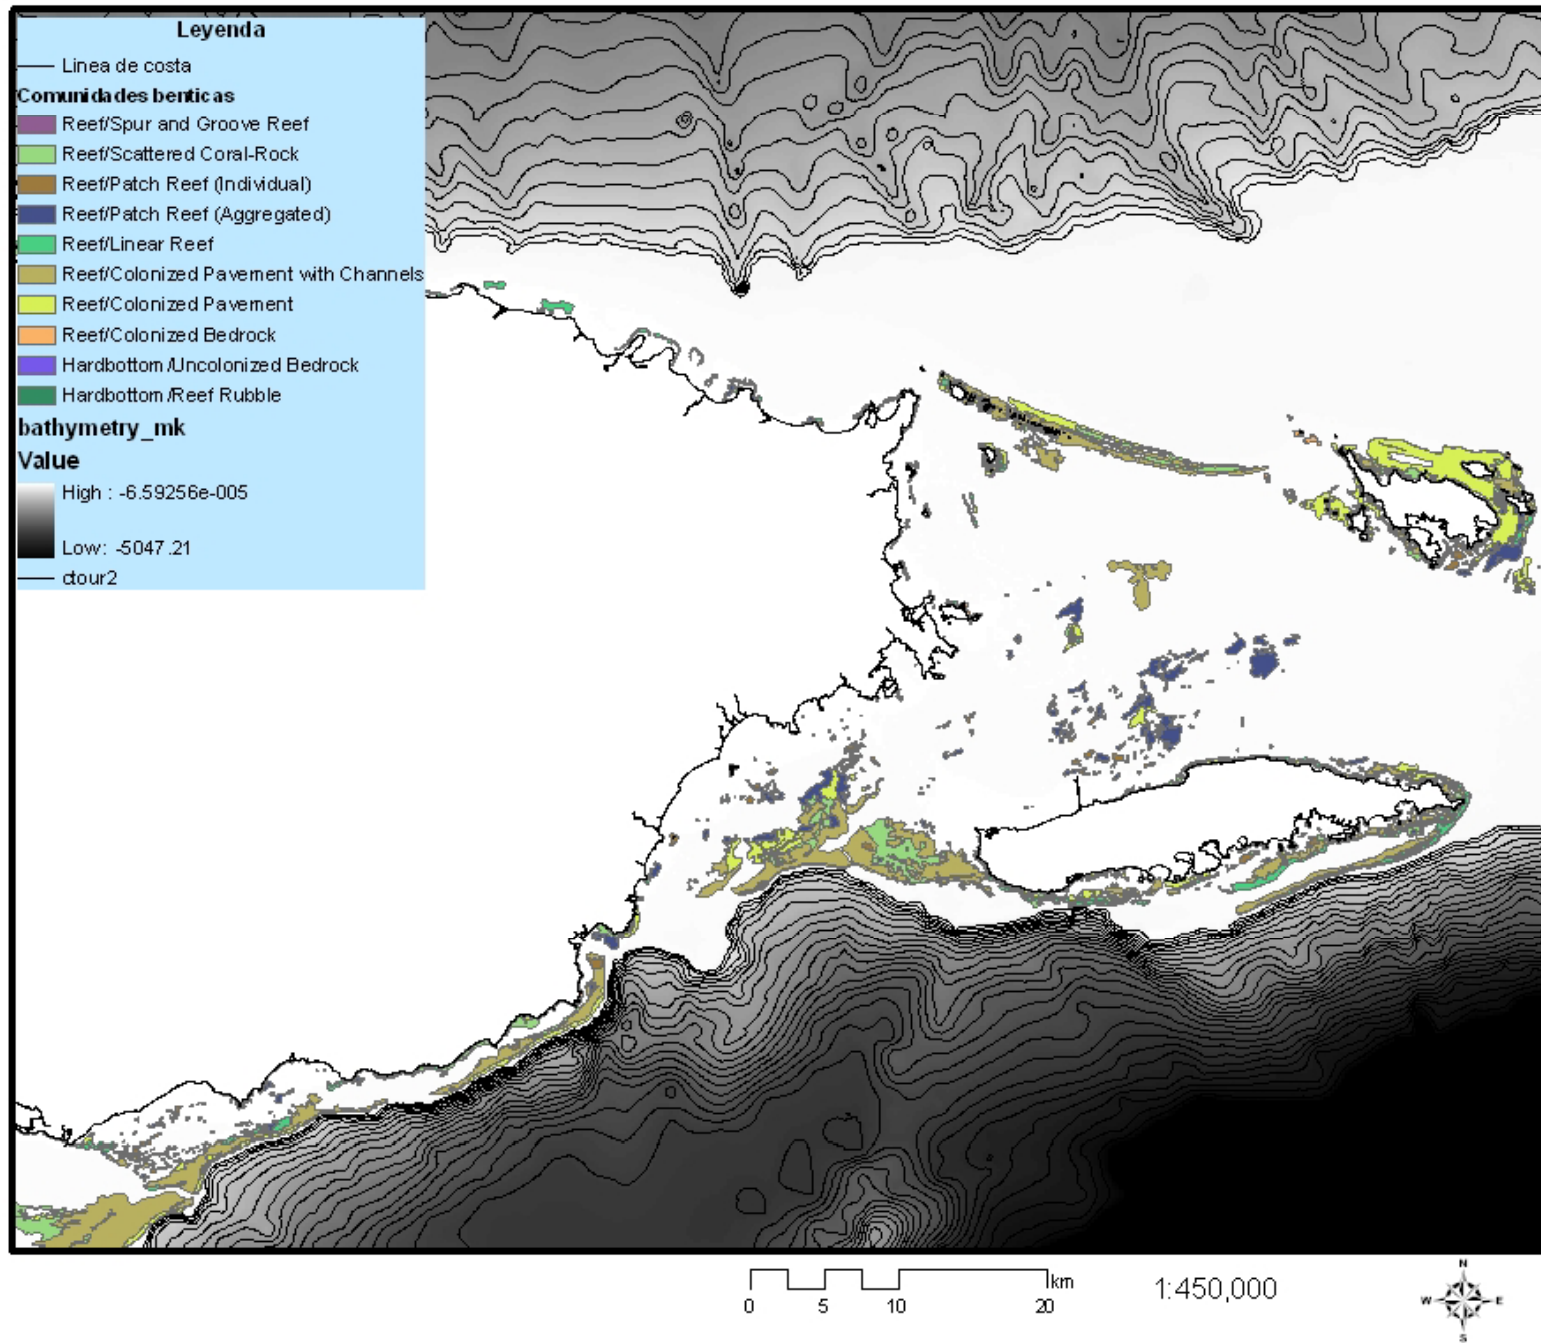 Leyenda
Linea de costa
Comunidades benticas
Reef/Spur and Groove Reef
Reef/Scattered Coral-Rock
Reef/Patch Reef (Individual)
Reef/Patch Reef (Aggregated)
Reef/Linear Reef
Reef/Colonized Pavement with Channels
Reef/Colonized Pavement
Reef/Colonized Bedrock
Hardbottom/Uncolonized Bedrock
Hardbottom/Reef Rubble
bathymetry_mk
Value
High : -6.59256e-005
Low: -5047.21
ctour2
km
0 5 10 20
1:450,000
N
W E
S